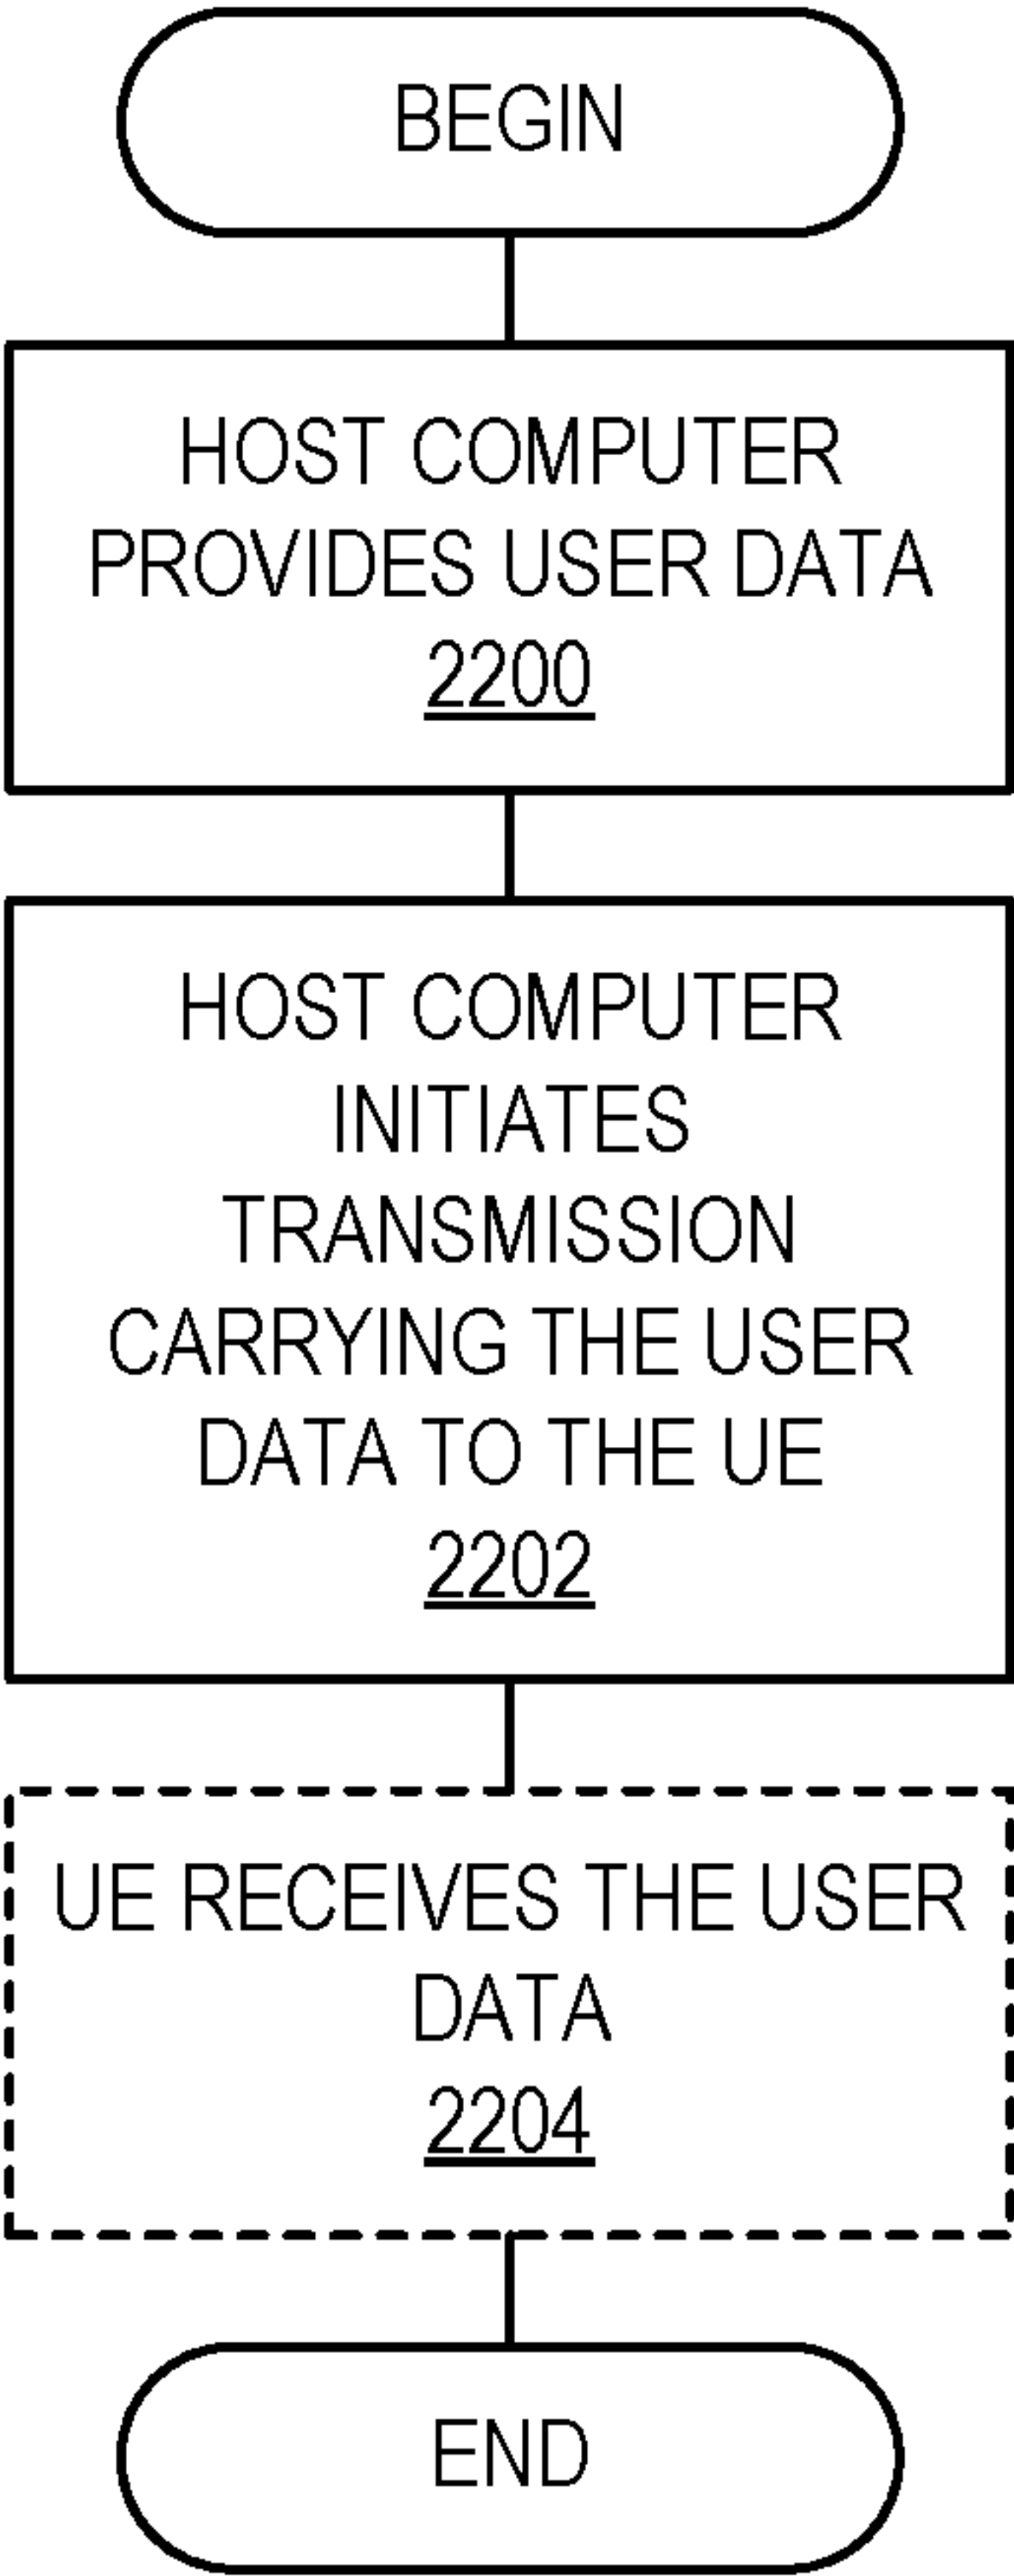 BEGIN
HOST COMPUTER
PROVIDES USER DATA
2200
HOST COMPUTER
INITIATES
TRANSMISSION
CARRYING THE USER
DATA TO THE UE
2202
UE RECEIVES THE USER
DATA
2204
END